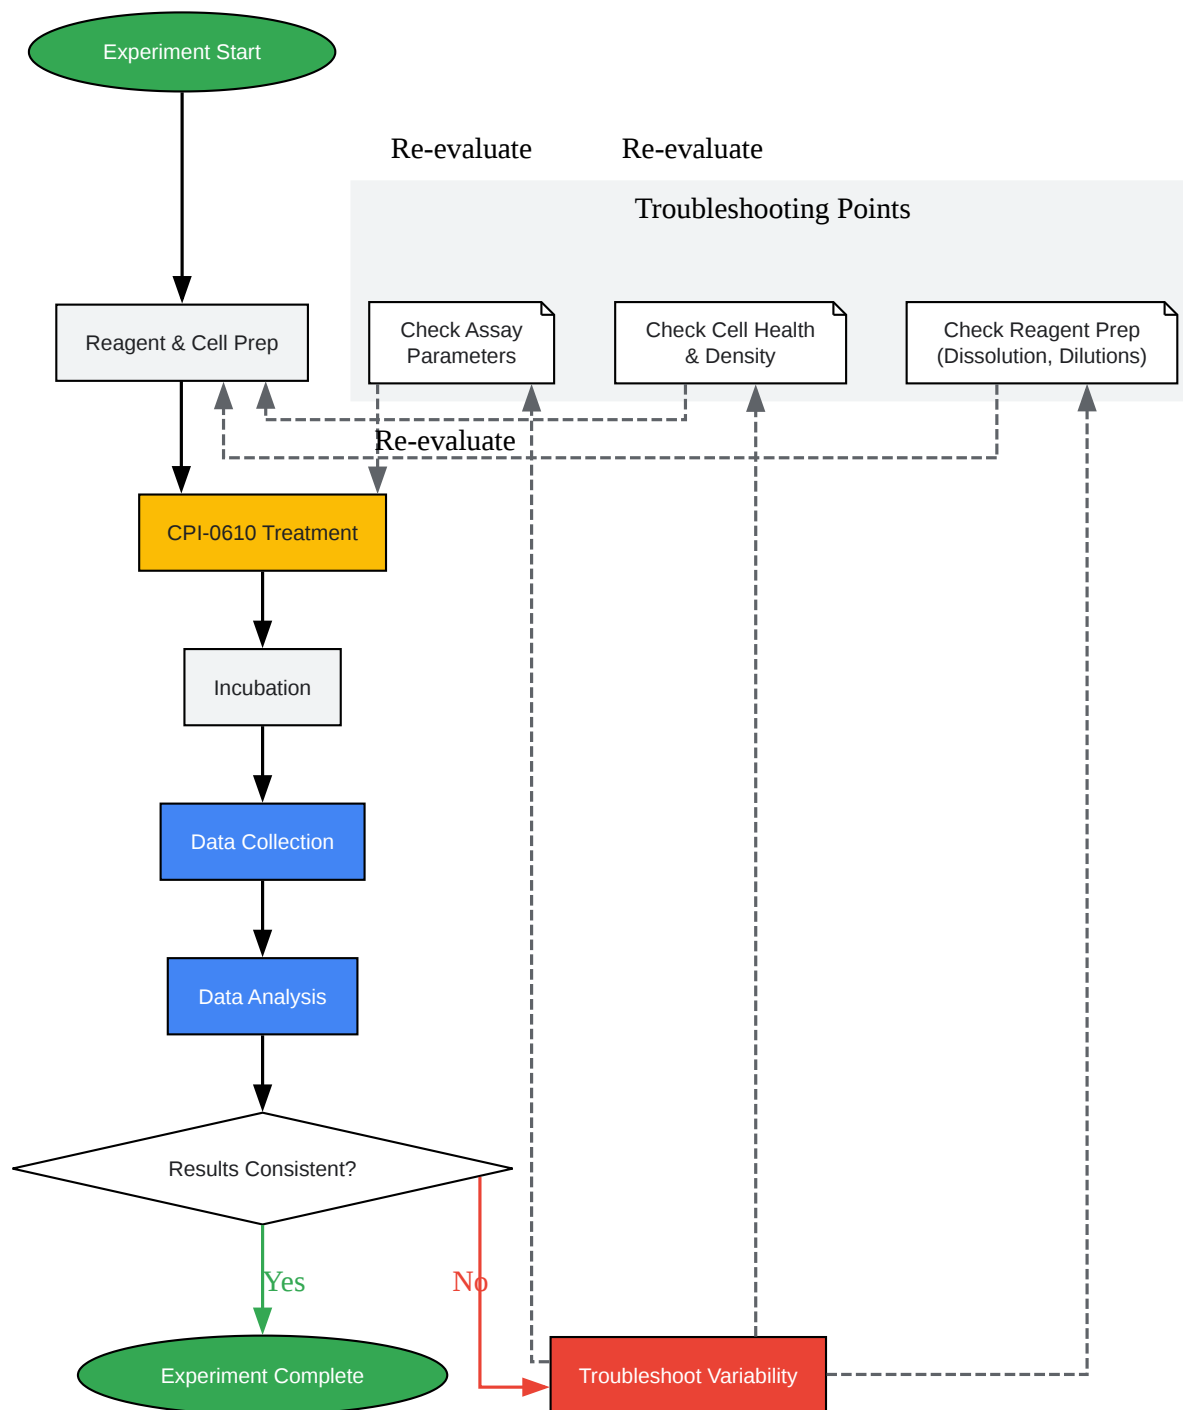 Experiment Start
Re-evaluate
Re-evaluate
Troubleshooting Points
Reagent & Cell Prep
Check Assay
Parameters
Check Cell Health
& Density
Check Reagent Prep
(Dissolution, Dilutions)
Re-evaluate
CPI-0610 Treatment
Incubation
Data Collection
Data Analysis
Results Consistent?
Yes
No
Experiment Complete
Troubleshoot Variability